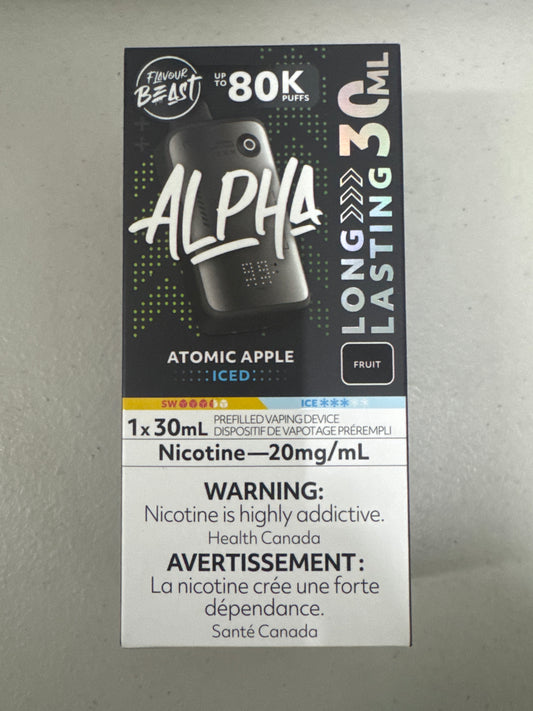 FLAVOUR
BEAST
UP TO 80K PUFFS
ALPHA
LONG >>>> 30ML
LASTING
ATOMIC APPLE
ICED
FRUIT
SW
ICE
1 x 30mL PREFILLED VAPING DEVICE
DISPOSITIF DE VAPOTAGE PRÉREMPLI
Nicotine—20mg/mL
WARNING:
Nicotine is highly addictive.
Health Canada
AVERTISSEMENT:
La nicotine crée une forte
dépendance.
Santé Canada